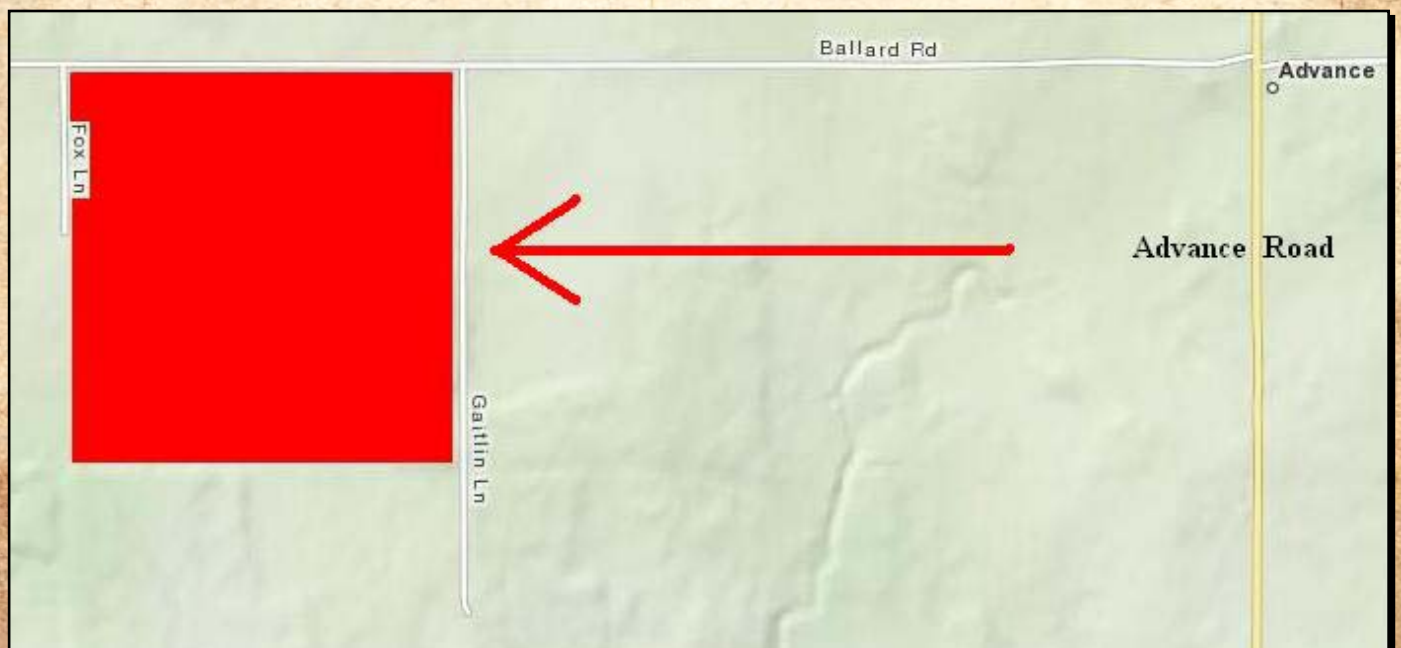 Ballard Rd
Advance
Fox Ln
Advance Road
Gaitlin Ln